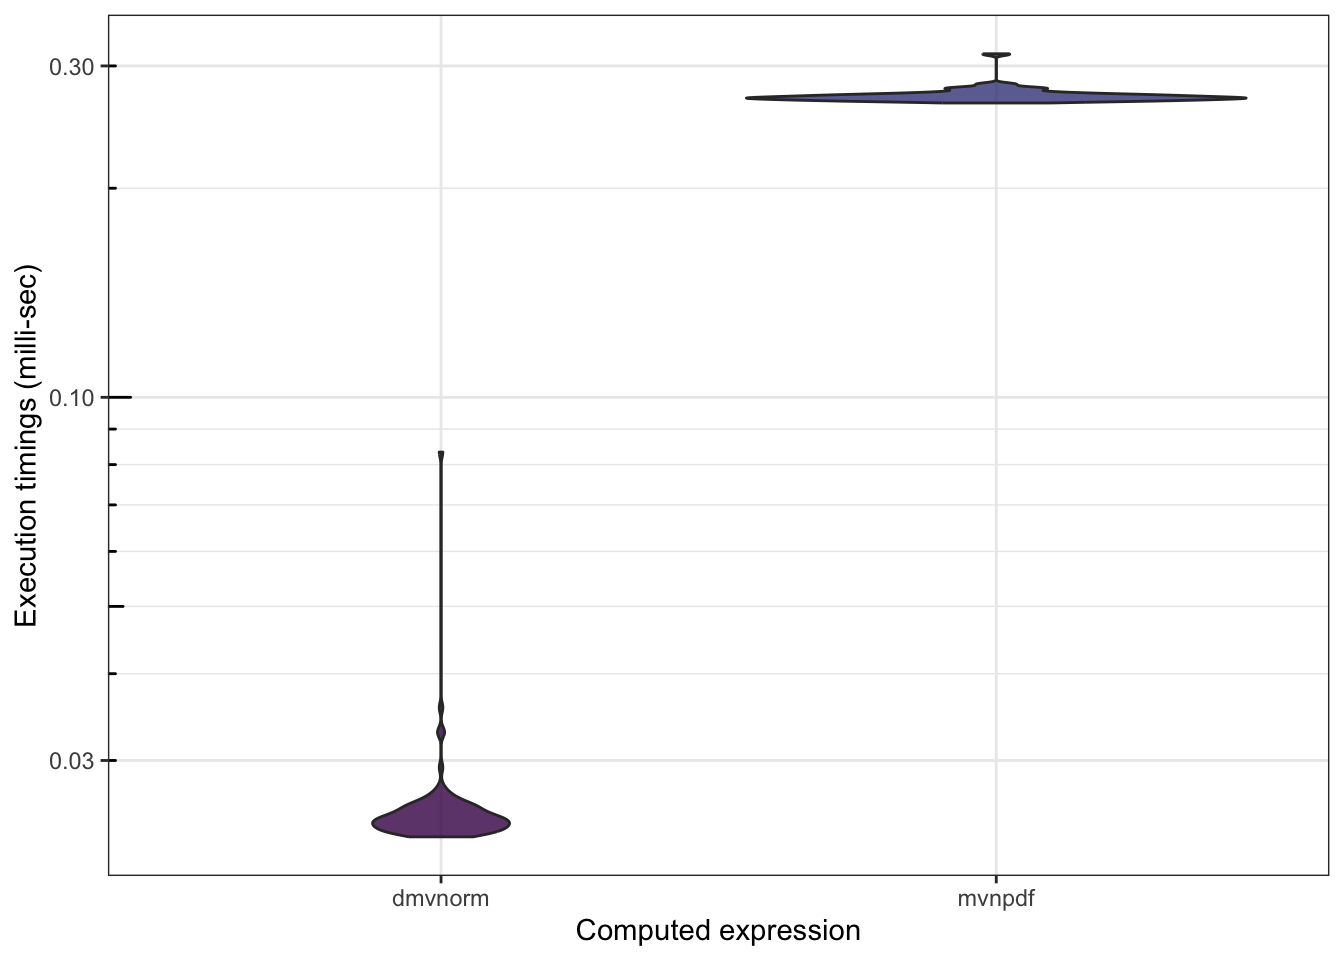 Execution timings (milli-sec)
0.30
0.10
0.03
dmvnorm
mvnpdf
Computed expression